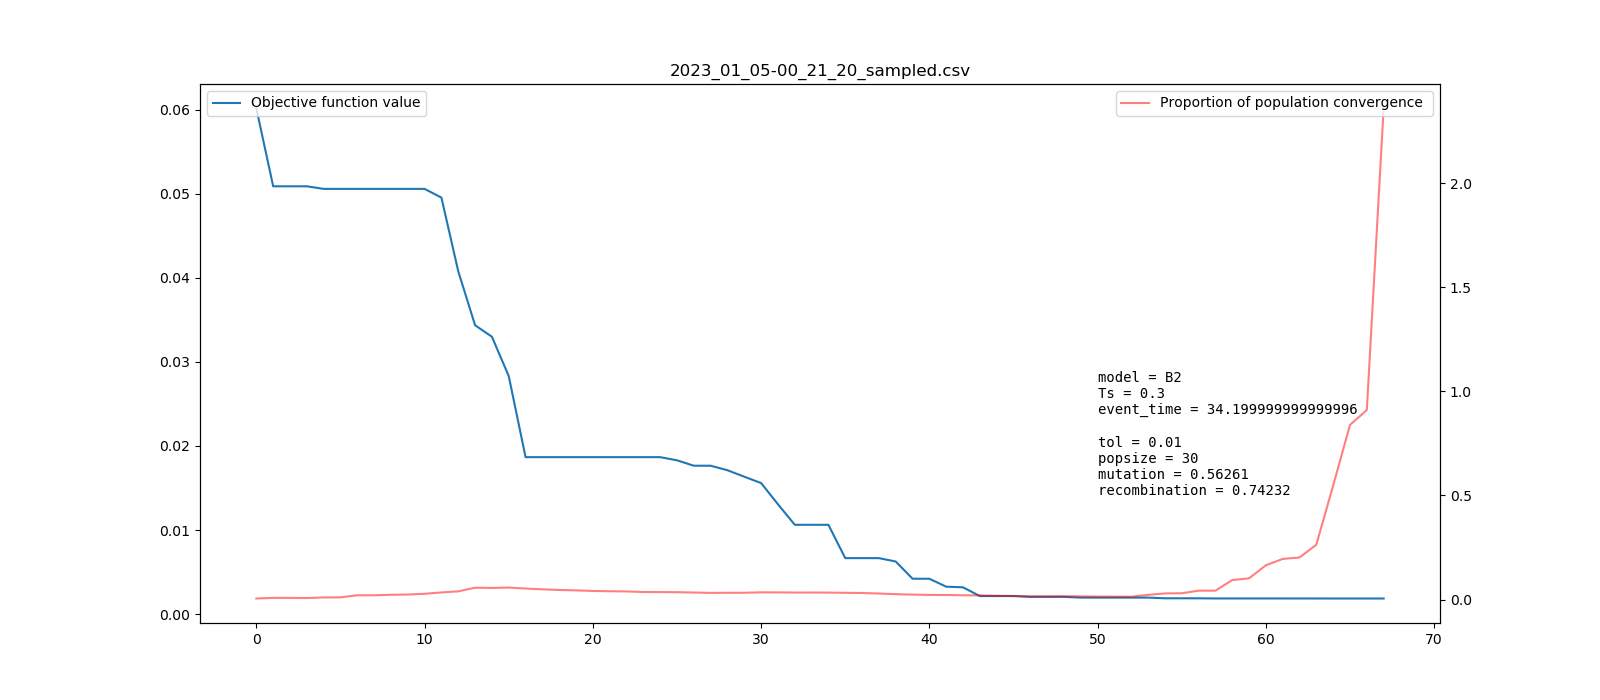 2023_01_05-00_21_20_sampled.csv
Objective function value
Proportion of population convergence
0.06
0.05
0.04
0.03
0.02
0.01
0.00
2.0
1.5
1.0
0.5
0.0
model = B2
Ts = 0.3
event_time = 34.199999999999996
tol = 0.01
popsize = 30
mutation = 0.56261
recombination = 0.74232
0 10 20 30 40 50 60 70